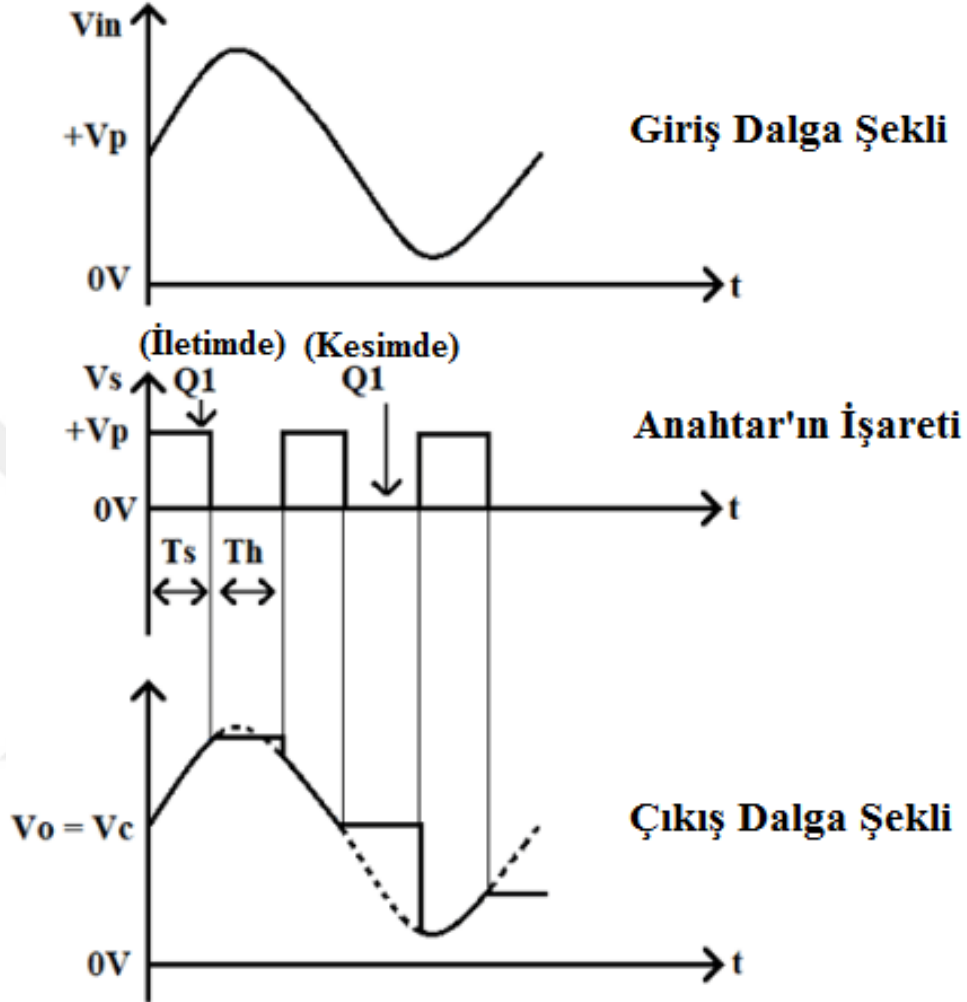 Vin
+Vp
Giriş Dalga Şekli
0V
t
(İletimde) (Kesimde)
Vs Q1 Q1
+Vp
Anahtar'ın İşareti
0V
t
Ts Th
Vo = Vc
Çıkış Dalga Şekli
0V
t